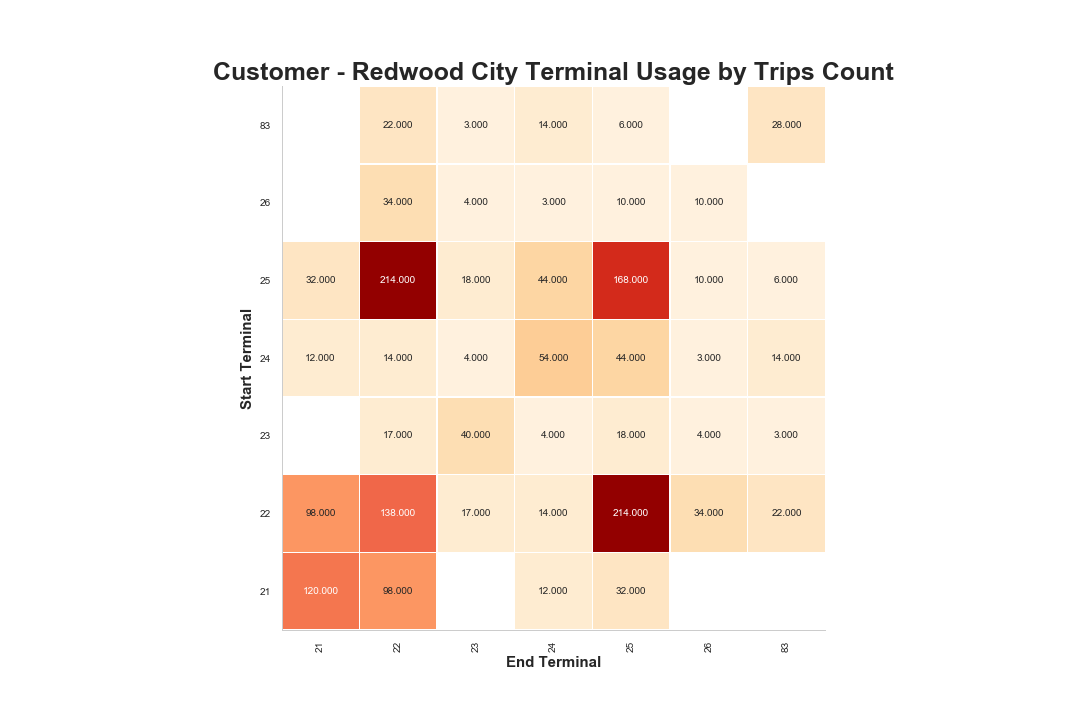 Customer - Redwood City Terminal Usage by Trips Count
83 22.000 3.000 14.000 6.000 28.000
26 34.000 4.000 3.000 10.000 10.000
25 32.000 214.000 18.000 44.000 168.000 10.000 6.000
24 12.000 14.000 4.000 54.000 44.000 3.000 14.000
23 17.000 40.000 4.000 18.000 4.000 3.000
22 98.000 138.000 17.000 14.000 214.000 34.000 22.000
21 120.000 98.000 12.000 32.000
Start Terminal
21 22 23 24 25 26 83
End Terminal